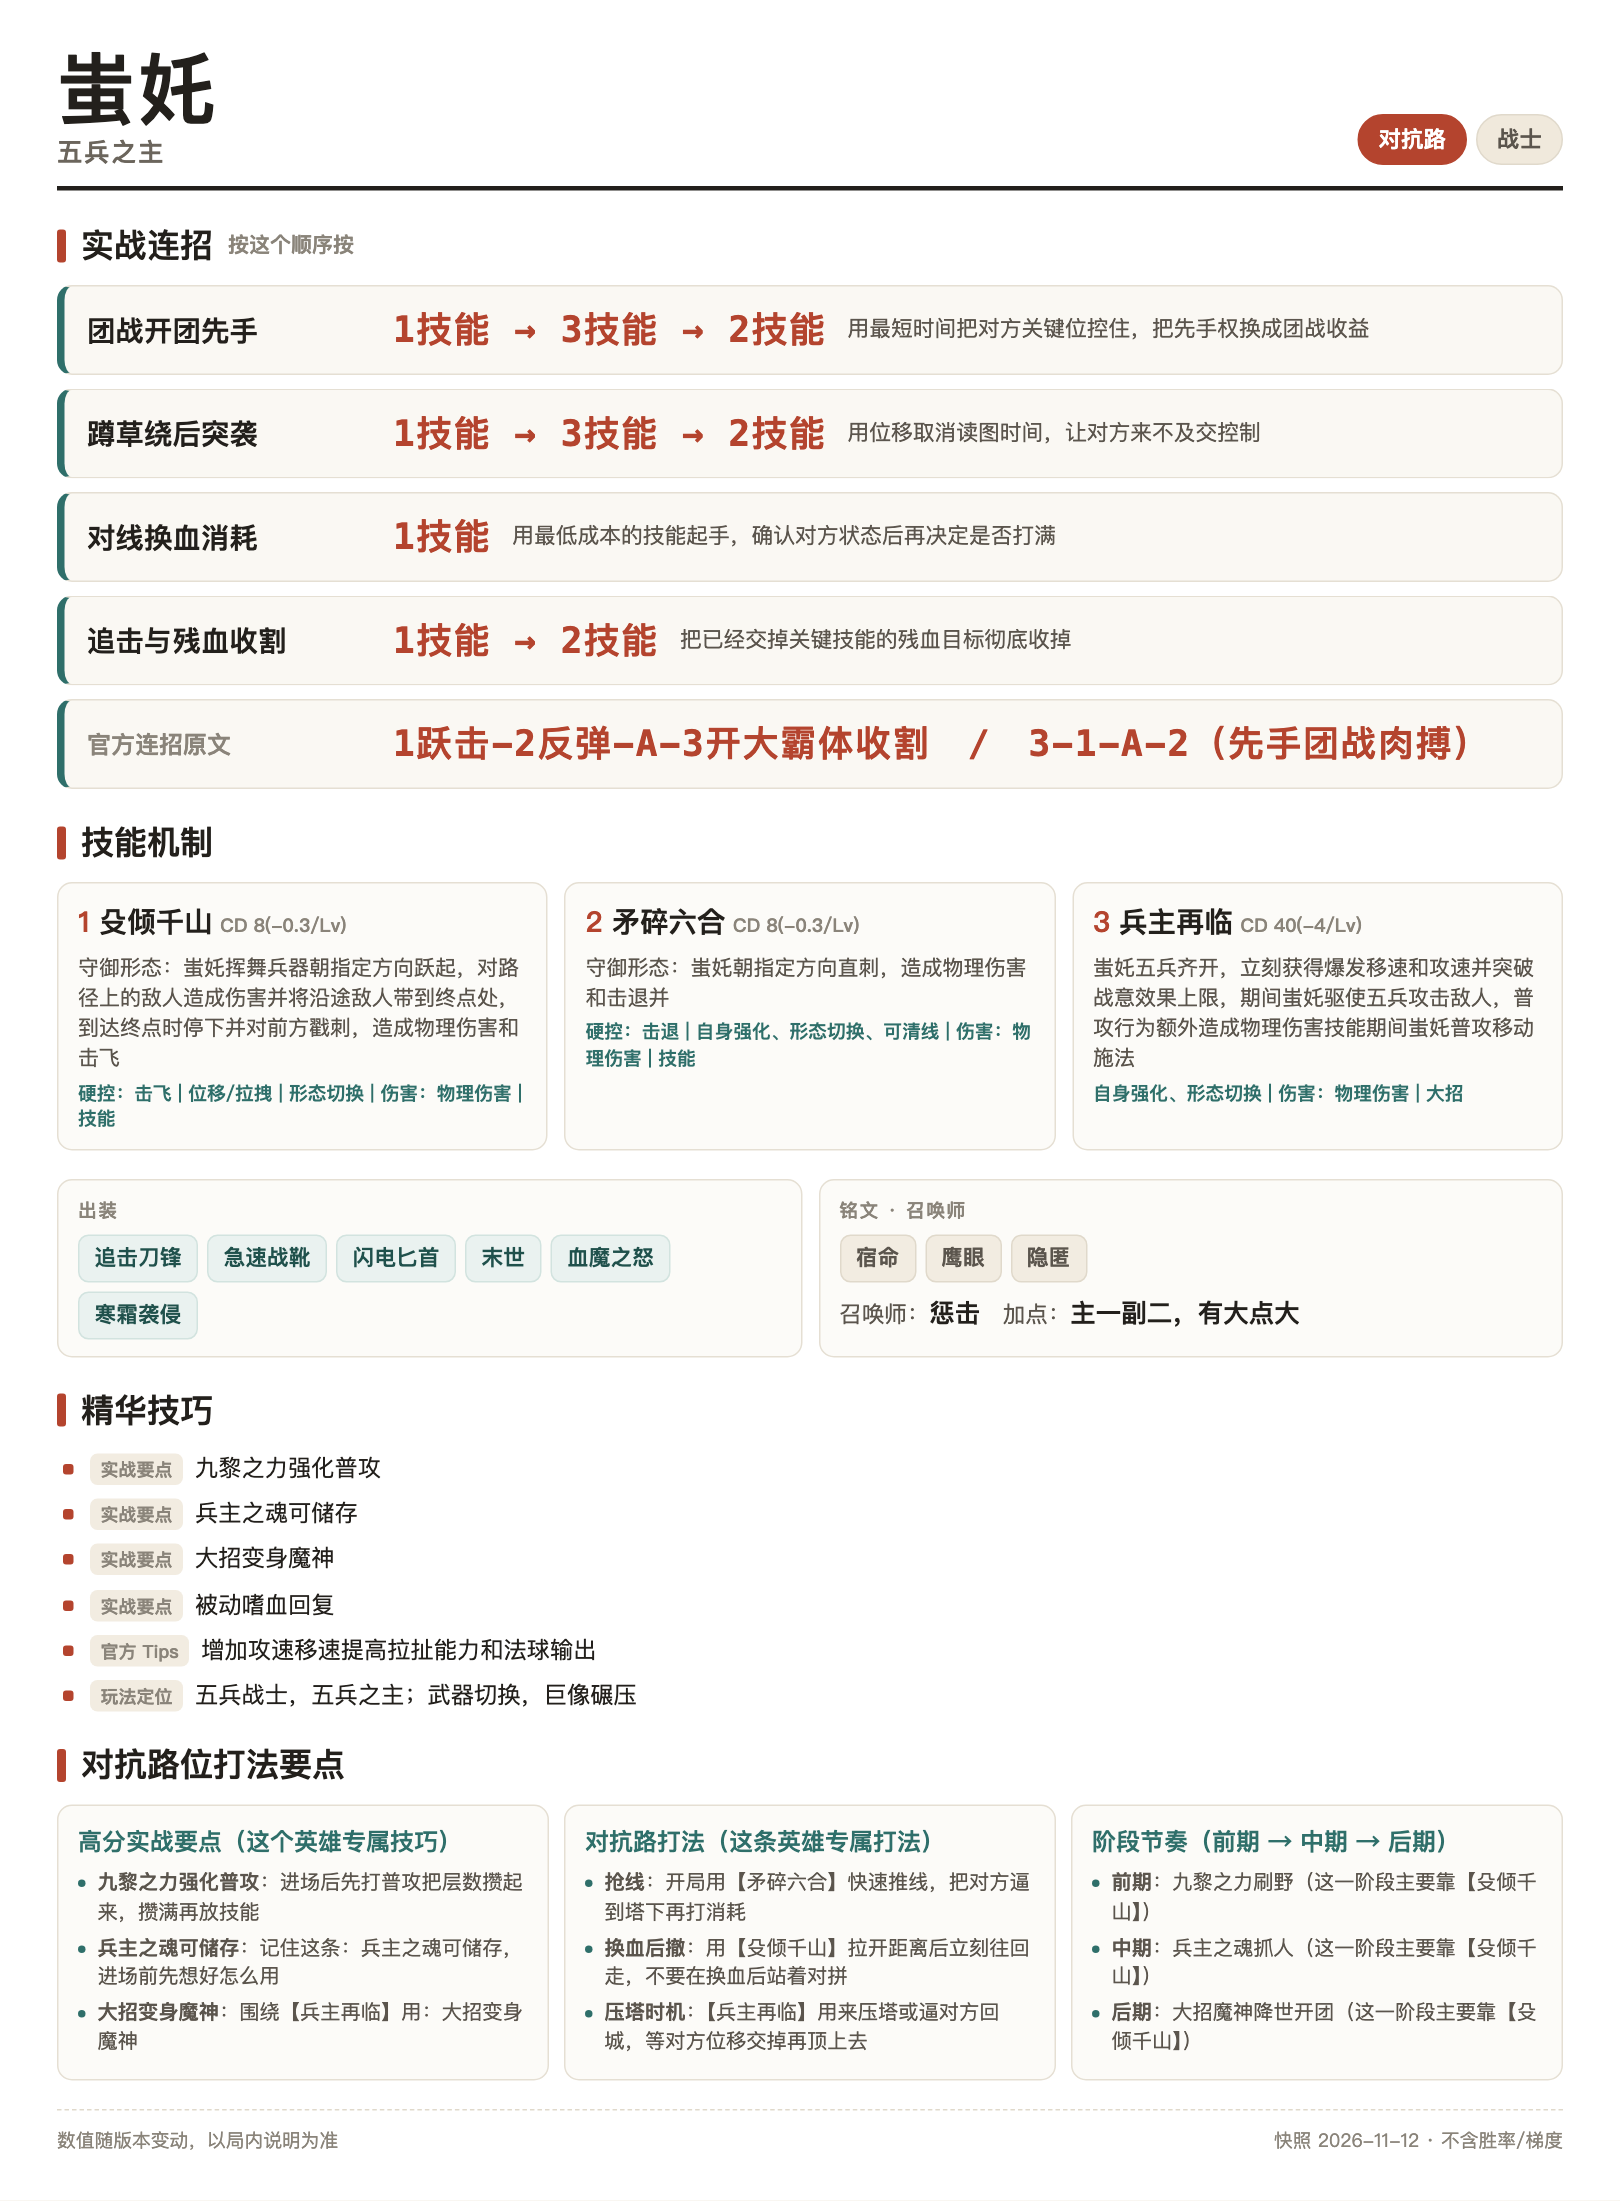 蚩奼
五兵之主
对抗路
战士
实战连招 按这个顺序按
团战开团先手 1技能 → 3技能 → 2技能 用最短时间把对方关键位控住，把先手权换成团战收益
蹲草绕后突袭 1技能 → 3技能 → 2技能 用位移取消读图时间，让对方来不及交控制
对线换血消耗 1技能 用最低成本的技能起手，确认对方状态后再决定是否打满
追击与残血收割 1技能 → 2技能 把已经交掉关键技能的残血目标彻底收掉
官方连招原文 1跃击-2反弹-A-3开大霸体收割 / 3-1-A-2（先手团战肉搏）
技能机制
1 殳倾千山 CD 8(-0.3/Lv)
守御形态：蚩奼挥舞兵器朝指定方向跃起，对路
径上的敌人造成伤害并将沿途敌人带到终点处，
到达终点时停下并对前方戳刺，造成物理伤害和
击飞
硬控：击飞 | 位移/拉拽 | 形态切换 | 伤害：物理伤害 |
技能
2 矛碎六合 CD 8(-0.3/Lv)
守御形态：蚩奼朝指定方向直刺，造成物理伤害
和击退并
硬控：击退 | 自身强化、形态切换、可清线 | 伤害：物
理伤害 | 技能
3 兵主再临 CD 40(-4/Lv)
蚩奼五兵齐开，立刻获得爆发移速和攻速并突破
战意效果上限，期间蚩奼驱使五兵攻击敌人，普
攻行为额外造成物理伤害技能期间蚩奼普攻移动
施法
自身强化、形态切换 | 伤害：物理伤害 | 大招
出装
追击刀锋 急速战靴 闪电匕首 末世 血魔之怒
寒霜袭侵
铭文 · 召唤师
宿命 鹰眼 隐匿
召唤师：惩击 加点：主一副二，有大点大
精华技巧
实战要点 九黎之力强化普攻
实战要点 兵主之魂可储存
实战要点 大招变身魔神
实战要点 被动嗜血回复
官方 Tips 增加攻速移速提高拉扯能力和法球输出
玩法定位 五兵战士，五兵之主；武器切换，巨像碾压
对抗路位打法要点
高分实战要点（这个英雄专属技巧）
九黎之力强化普攻：进场后先打普攻把层数攒起
来，攒满再放技能
兵主之魂可储存：记住这条：兵主之魂可储存，
进场前先想好怎么用
大招变身魔神：围绕【兵主再临】用：大招变身
魔神
对抗路打法（这条英雄专属打法）
抢线：开局用【矛碎六合】快速推线，把对方逼
到塔下再打消耗
换血后撤：用【殳倾千山】拉开距离后立刻往回
走，不要在换血后站着对拼
压塔时机：【兵主再临】用来压塔或逼对方回
城，等对方位移交掉再顶上去
阶段节奏（前期 → 中期 → 后期）
前期：九黎之力刷野（这一阶段主要靠【殳倾千
山】）
中期：兵主之魂抓人（这一阶段主要靠【殳倾千
山】）
后期：大招魔神降世开团（这一阶段主要靠【殳
倾千山】）
数值随版本变动，以局内说明为准
快照 2026-11-12 · 不含胜率/梯度